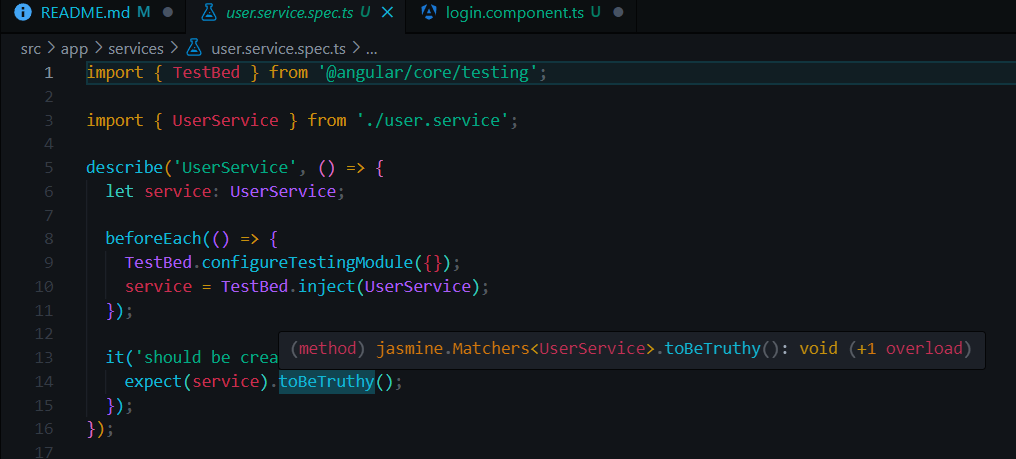 README.md M
user.service.spec.ts U
login.component.ts U
src > app > services > user.service.spec.ts > ...
1 import { TestBed } from '@angular/core/testing';
2
3 import { UserService } from './user.service';
4
5 describe('UserService', () => {
6 let service: UserService;
7
8 beforeEach(() => {
9 TestBed.configureTestingModule({});
10 service = TestBed.inject(UserService);
11 });
12
(method) jasmine.Matchers<UserService>.toBeTruthy(): void (+1 overload)
13 it('should be crea
14 expect(service).toBeTruthy();
15 });
16 });
17